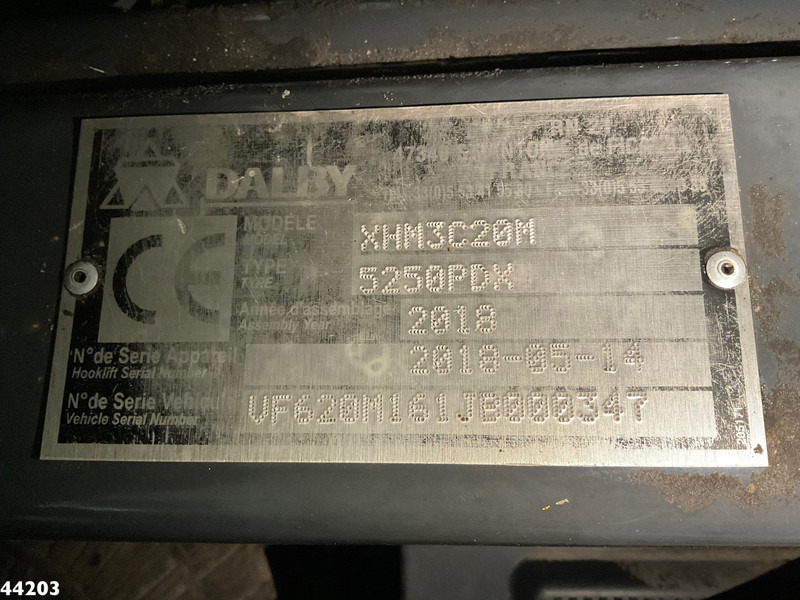 DALBY
MODELE XHM3C20M
MODEL
TYPE 5250PDX
TYPE
Année d'assemblage 2018
Assembly Year
N° de Serie Appareil 2018-05-14
Hooklift Serial Number
N° de Serie Vehicu VF620M161JB000347
Vehicle Serial Number
44203